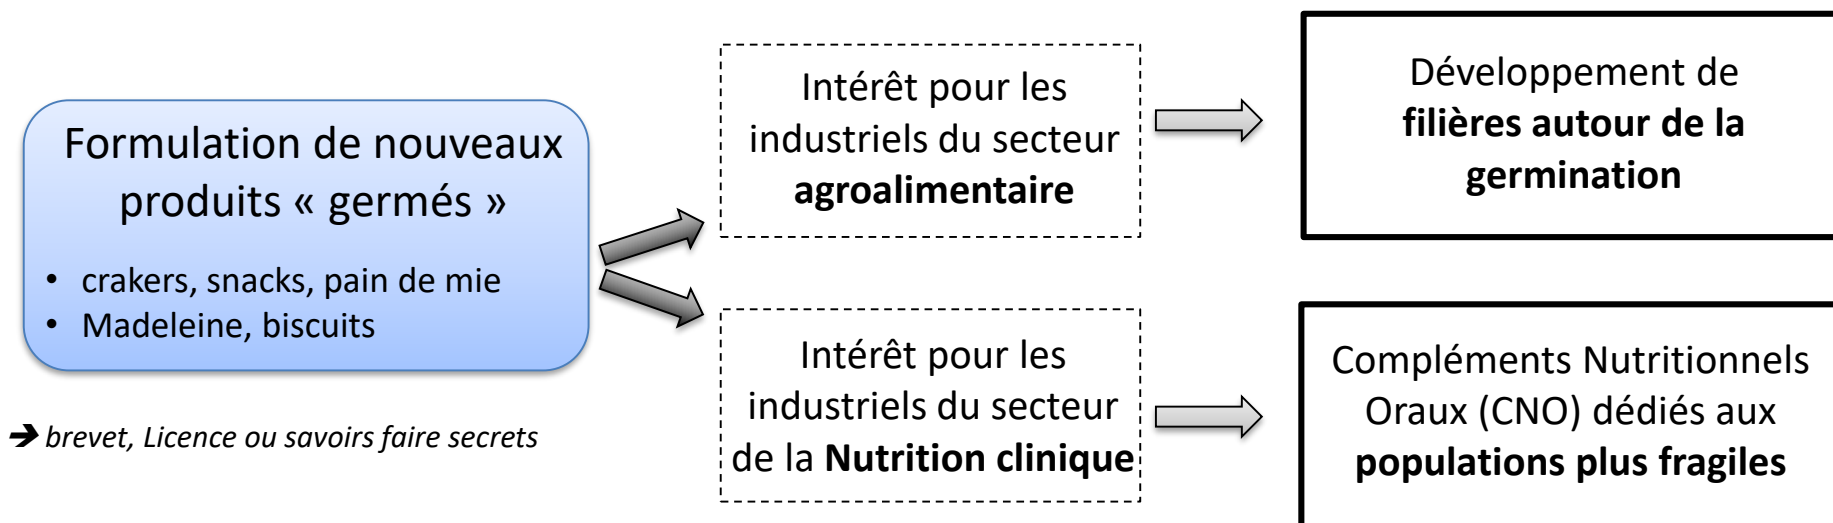 Formulation de nouveaux
produits « germés »
• crakers, snacks, pain de mie
• Madeleine, biscuits
➔ brevet, Licence ou savoirs faire secrets
Intérêt pour les
industriels du secteur
agroalimentaire
Développement de
filières autour de la
germination
Intérêt pour les
industriels du secteur
de la Nutrition clinique
Compléments Nutritionnels
Oraux (CNO) dédiés aux
populations plus fragiles